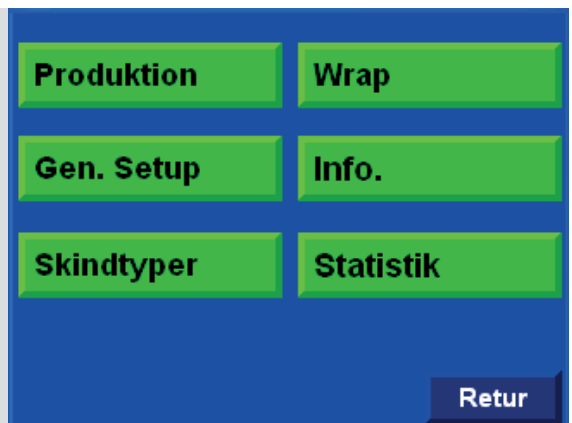 Produktion
Wrap
Gen. Setup
Info.
Skindtyper
Statistik
Retur